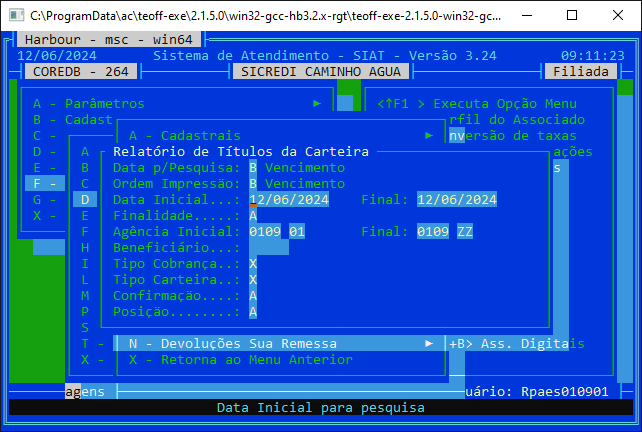 C:\ProgramData\ac\teoff-exe\2.1.5.0\win32-gcc-hb3.2.x-rgt\teoff-exe-2.1.5.0-win32-gc...
Harbour - msc - win64
12/06/2024 Sistema de Atendimento - SIAT - Versão 3.24 09:11:23
COREDB - 264 SICREDI CAMINHO AGUA Filiada
A - Parâmetros ► <↑F1 > Executa Opção Menu
B - Cadast rfil do Associado
C - A - Cadastrais ► nversão de taxas
D - A Relatório de Títulos da Carteira ações
E - B Data p/Pesquisa: B Vencimento s
F - C Ordem Impressão: B Vencimento
G - D Data Inicial...: 12/06/2024 Final: 12/06/2024
X - E Finalidade.....: A
F Agência Inicial: 0109 01 Final: 0109 ZZ
H Beneficiário...:
I Tipo Cobrança..: X
L Tipo Carteira..: X
M Confirmação....: A
P Posição........: A
S
T - N - Devoluções Sua Remessa ► +B> Ass. Digitais
X - X - Retorna ao Menu Anterior
agens uário: Rpaes010901
Data Inicial para pesquisa